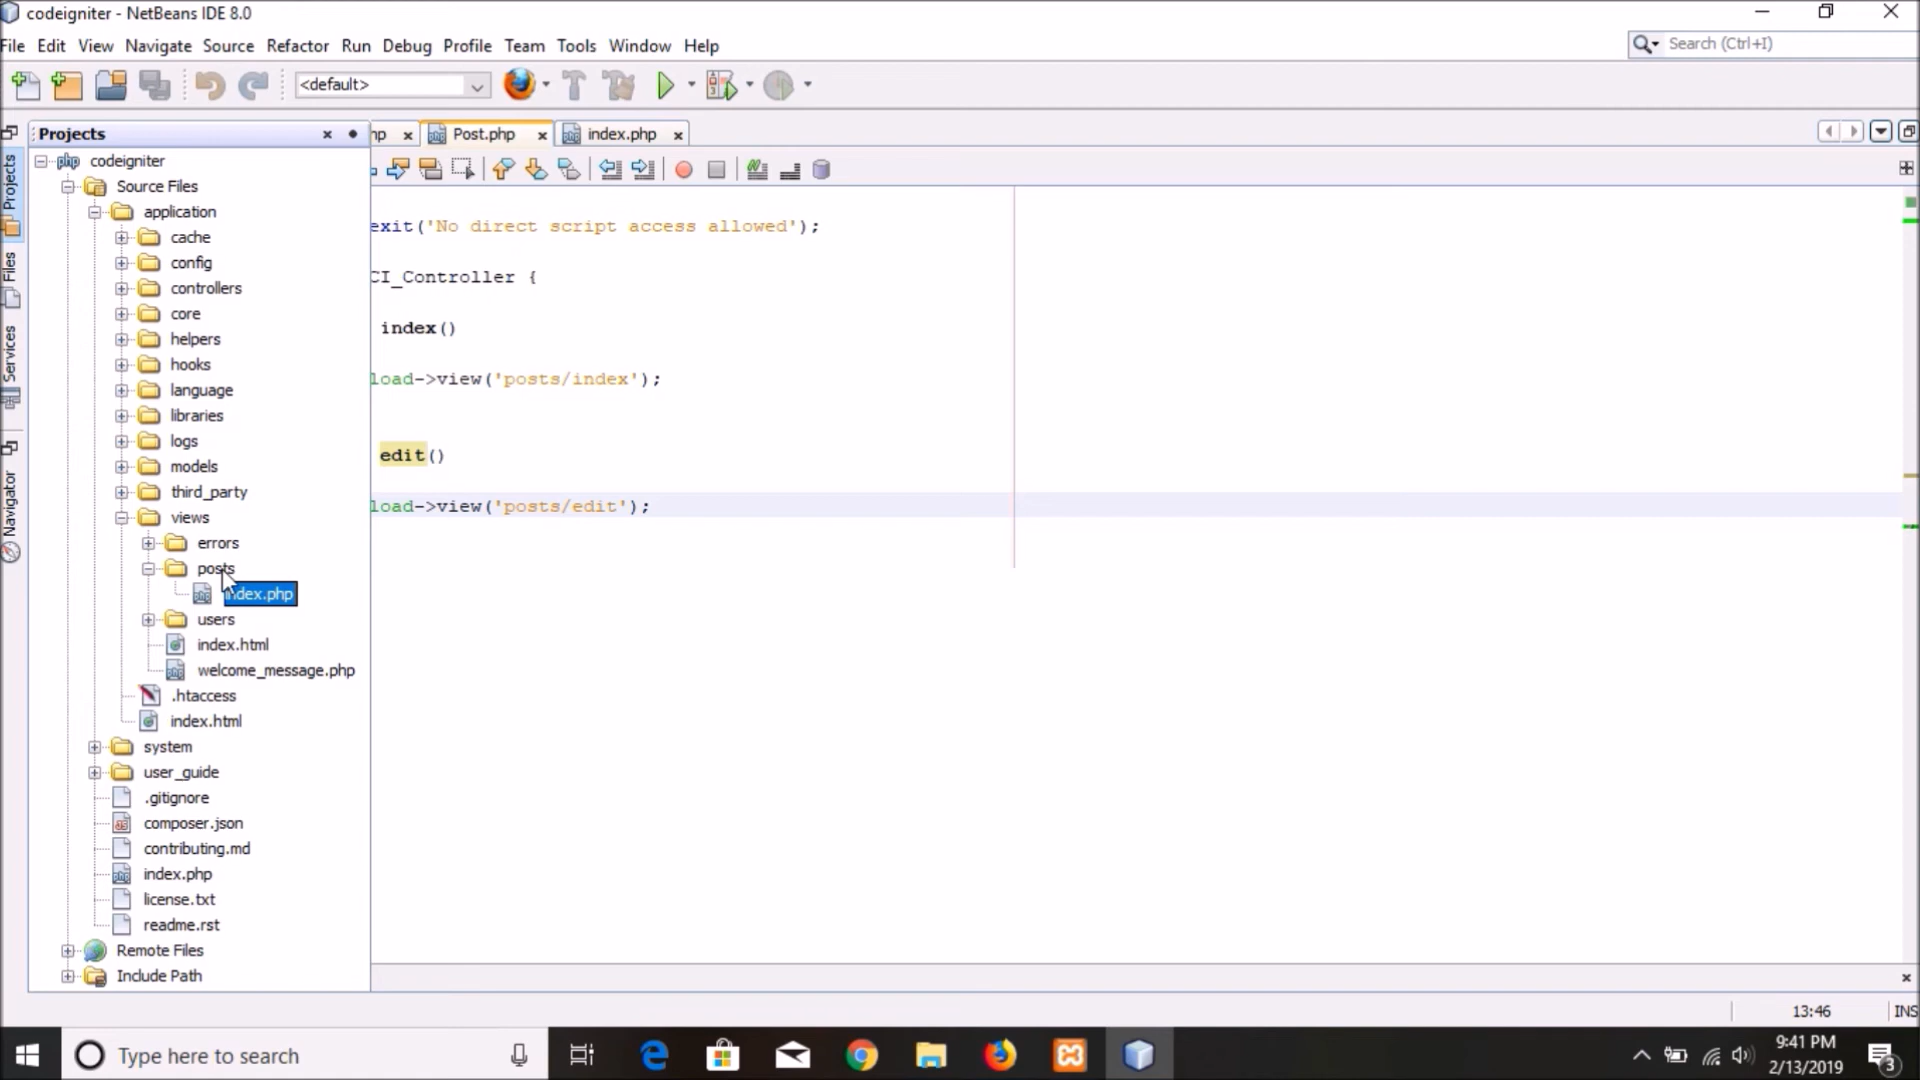 codeigniter - NetBeans IDE 8.0
File Edit View Navigate Source Refactor Run Debug Profile Team Tools Window Help
Search (Ctrl+I)
<default>
Projects
hp
Post.php
index.php
Projects
Files
Services
Navigator
codeigniter
Source Files
application
cache
config
controllers
core
helpers
hooks
language
libraries
logs
models
third_party
views
errors
posts
index.php
users
index.html
welcome_message.php
.htaccess
index.html
system
user_guide
.gitignore
composer.json
contributing.md
index.php
license.txt
readme.rst
Remote Files
Include Path
exit('No direct script access allowed');
CI_Controller {
index()
load->view('posts/index');
edit()
load->view('posts/edit');
13:46
INS
Type here to search
9:41 PM
2/13/2019
3